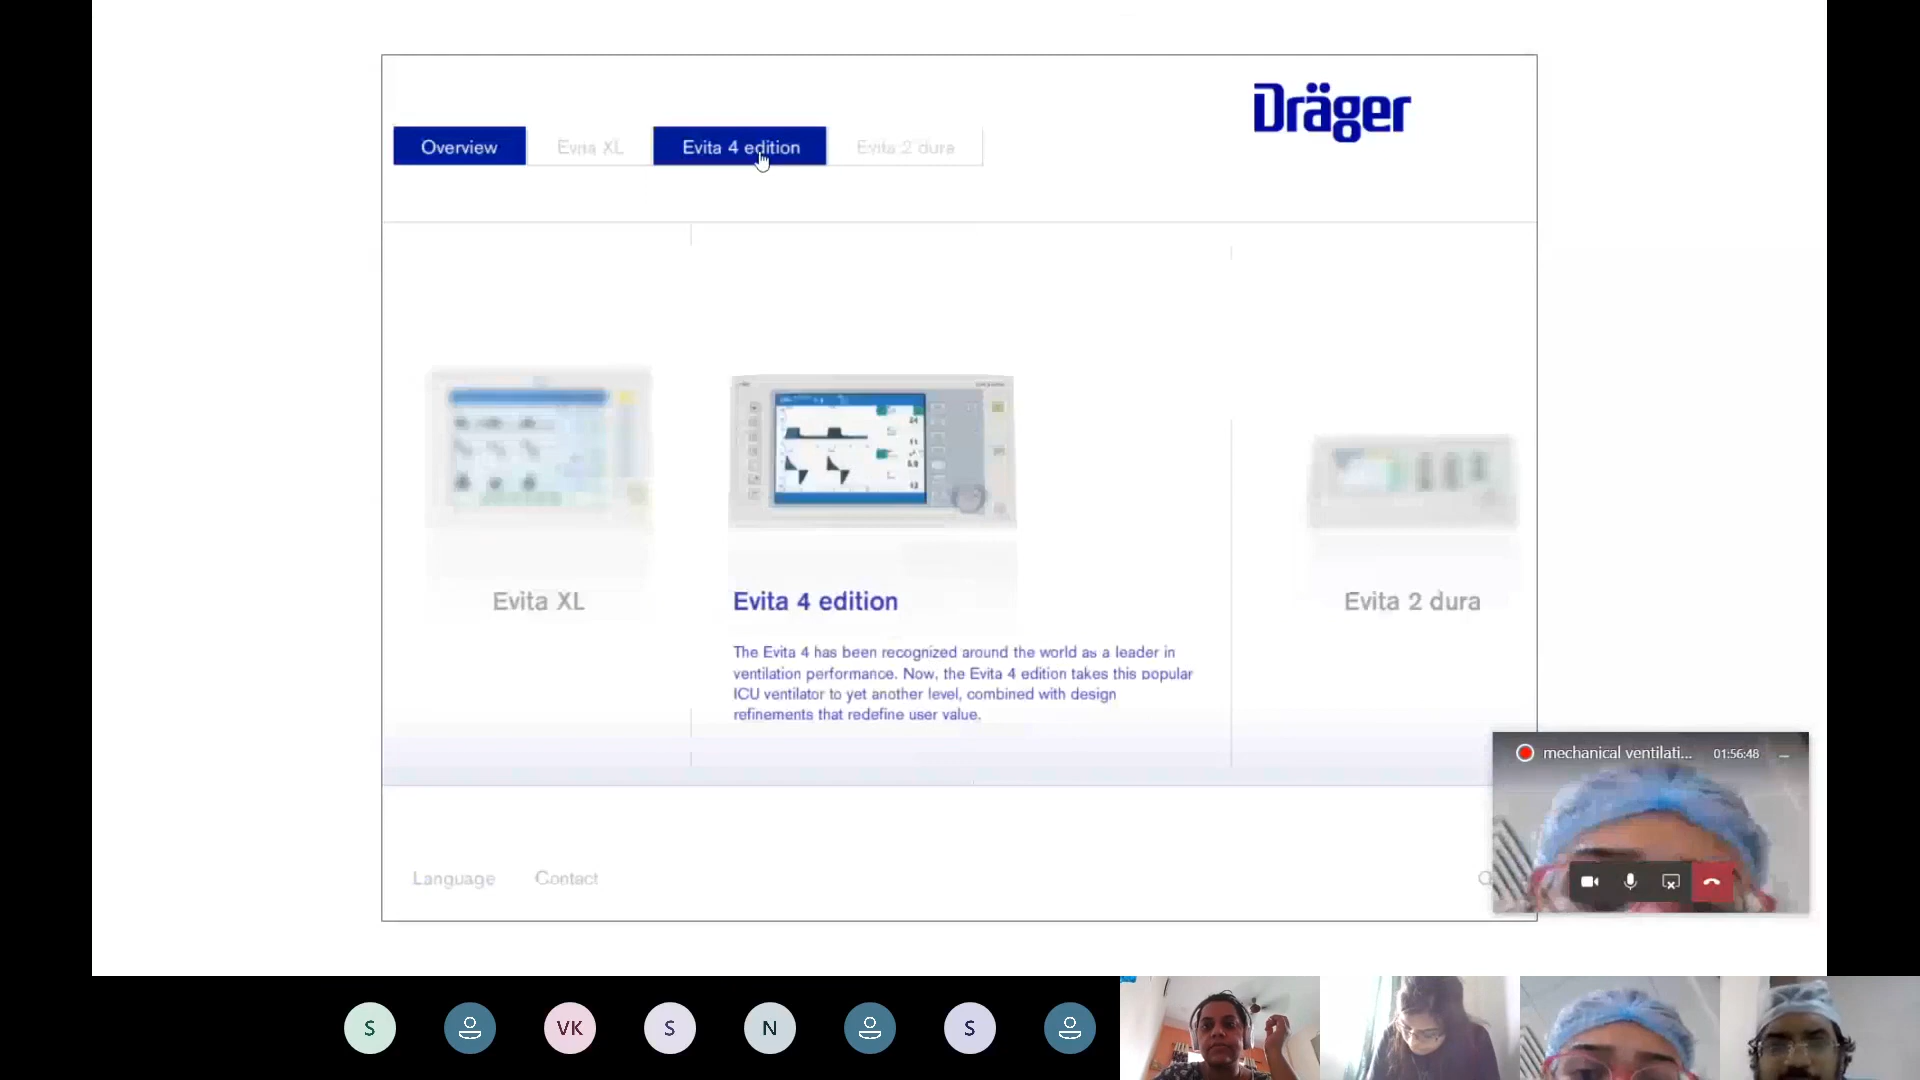 Dräger
Overview
Evita XL
Evita 4 edition
Evita 2 dura
Evita XL
Evita 4 edition
Evita 2 dura
The Evita 4 has been recognized around the world as a leader in
ventilation performance. Now, the Evita 4 edition takes this popular
ICU ventilator to yet another level, combined with design
refinements that redefine user value.
mechanical ventilati...
01:56:48
Language
Contact
S
VK
S
N
S